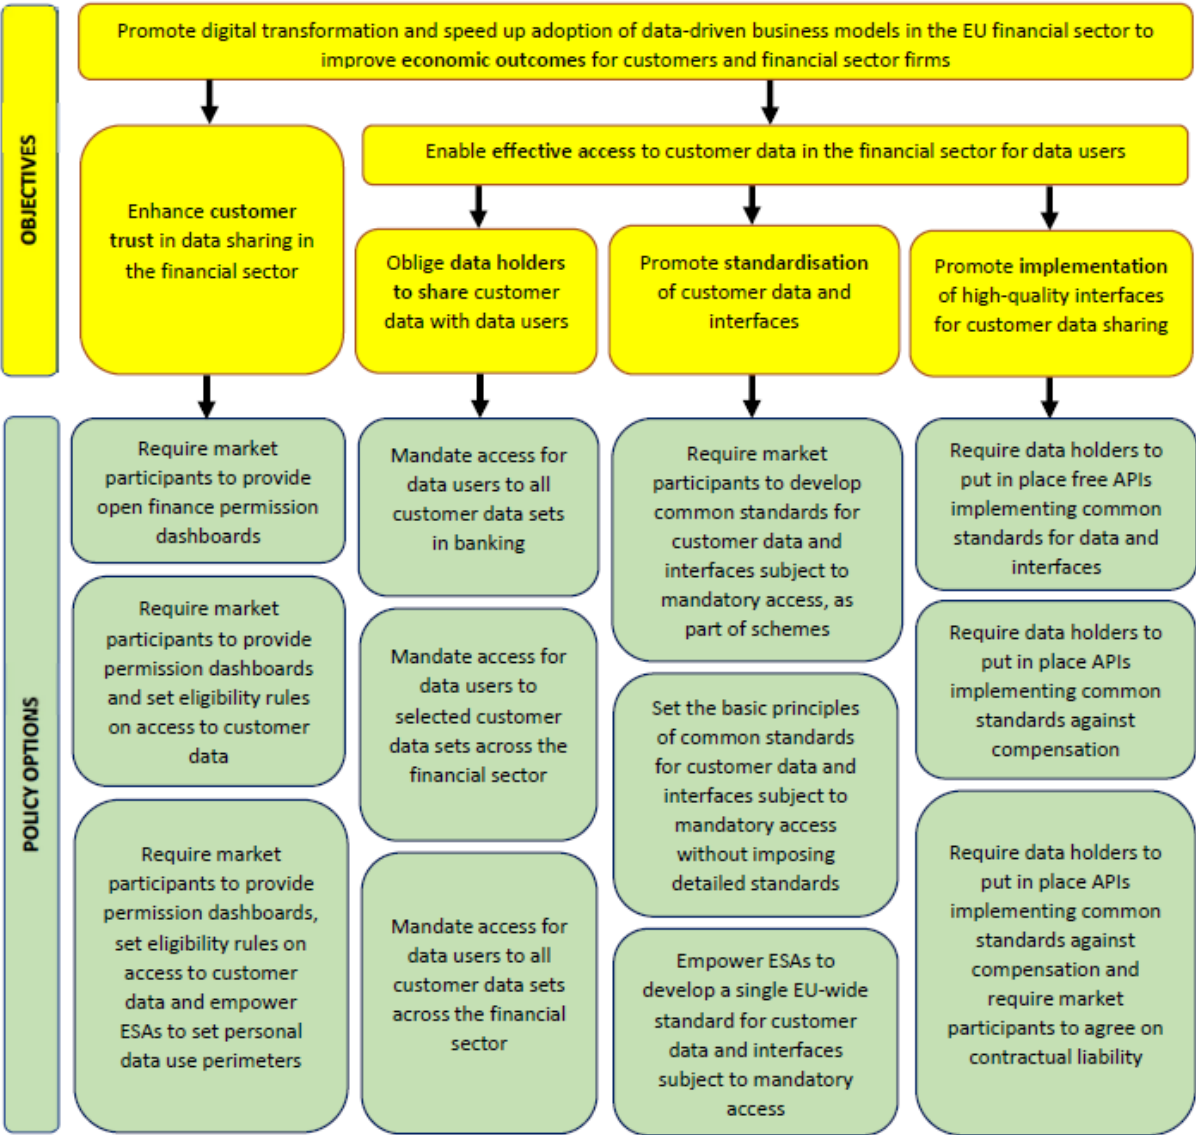 Promote digital transformation and speed up adoption of data-driven business models in the EU financial sector to
improve economic outcomes for customers and financial sector firms
OBJECTIVES
Enable effective access to customer data in the financial sector for data users
Enhance customer
trust in data sharing in
the financial sector
Oblige data holders
to share customer
data with data users
Promote standardisation
of customer data and
interfaces
Promote implementation
of high-quality interfaces
for customer data sharing
POLICY OPTIONS
Require market
participants to provide
open finance permission
dashboards
Require market
participants to provide
permission dashboards
and set eligibility rules
on access to customer
data
Require market
participants to provide
permission dashboards,
set eligibility rules on
access to customer
data and empower
ESAs to set personal
data use perimeters
Mandate access for
data users to all
customer data sets
in banking
Mandate access for
data users to
selected customer
data sets across the
financial sector
Mandate access for
data users to all
customer data sets
across the financial
sector
Require market
participants to develop
common standards for
customer data and
interfaces subject to
mandatory access, as
part of schemes
Set the basic principles
of common standards
for customer data and
interfaces subject to
mandatory access
without imposing
detailed standards
Empower ESAs to
develop a single EU-wide
standard for customer
data and interfaces
subject to mandatory
access
Require data holders to
put in place free APIs
implementing common
standards for data and
interfaces
Require data holders to
put in place APIs
implementing common
standards against
compensation
Require data holders to
put in place APIs
implementing common
standards against
compensation and
require market
participants to agree on
contractual liability